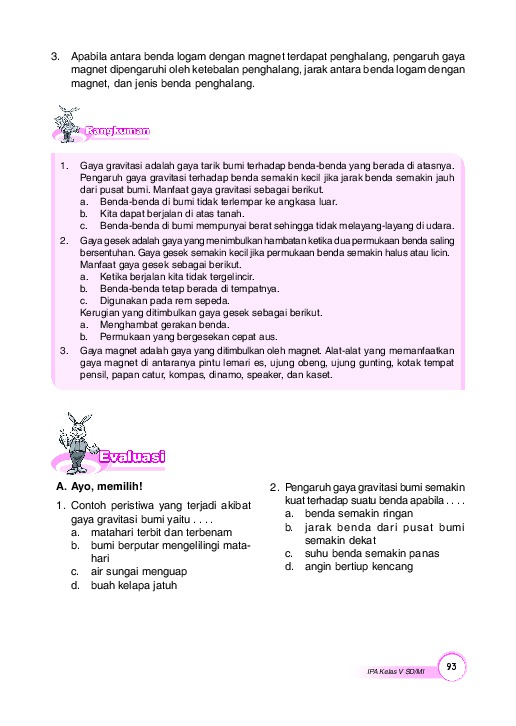 3. Apabila antara benda logam dengan magnet terdapat penghalang, pengaruh gaya
magnet dipengaruhi oleh ketebalan penghalang, jarak antara benda logam dengan
magnet, dan jenis benda penghalang.
Rangkuman
1. Gaya gravitasi adalah gaya tarik bumi terhadap benda-benda yang berada di atasnya.
Pengaruh gaya gravitasi terhadap benda semakin kecil jika jarak benda semakin jauh
dari pusat bumi. Manfaat gaya gravitasi sebagai berikut.
a. Benda-benda di bumi tidak terlempar ke angkasa luar.
b. Kita dapat berjalan di atas tanah.
c. Benda-benda di bumi mempunyai berat sehingga tidak melayang-layang di udara.
2. Gaya gesek adalah gaya yang menimbulkan hambatan ketika dua permukaan benda saling
bersentuhan. Gaya gesek semakin kecil jika permukaan benda semakin halus atau licin.
Manfaat gaya gesek sebagai berikut.
a. Ketika berjalan kita tidak tergelincir.
b. Benda-benda tetap berada di tempatnya.
c. Digunakan pada rem sepeda.
Kerugian yang ditimbulkan gaya gesek sebagai berikut.
a. Menghambat gerakan benda.
b. Permukaan yang bergesekan cepat aus.
3. Gaya magnet adalah gaya yang ditimbulkan oleh magnet. Alat-alat yang memanfaatkan
gaya magnet di antaranya pintu lemari es, ujung obeng, ujung gunting, kotak tempat
pensil, papan catur, kompas, dinamo, speaker, dan kaset.
Evaluasi
A. Ayo, memilih!
1. Contoh peristiwa yang terjadi akibat
gaya gravitasi bumi yaitu . . . .
a. matahari terbit dan terbenam
b. bumi berputar mengelilingi mata-
hari
c. air sungai menguap
d. buah kelapa jatuh
2. Pengaruh gaya gravitasi bumi semakin
kuat terhadap suatu benda apabila . . . .
a. benda semakin ringan
b. jarak benda dari pusat bumi
semakin dekat
c. suhu benda semakin panas
d. angin bertiup kencang
IPA Kelas V SD/MI
93